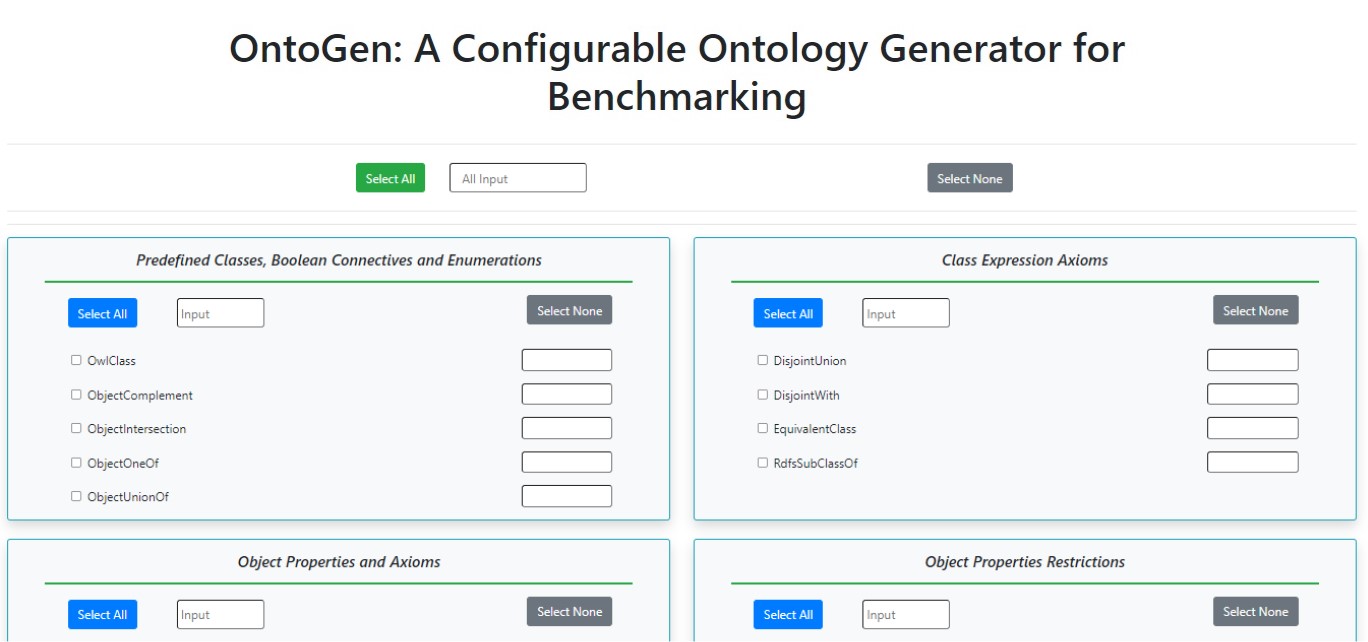 OntoGen: A Configurable Ontology Generator for
Benchmarking
Select All All Input Select None
Predefined Classes, Boolean Connectives and Enumerations
Select All Input Select None
OwlClass
ObjectComplement
ObjectIntersection
ObjectOneOf
ObjectUnionOf
Class Expression Axioms
Select All Input Select None
DisjointUnion
DisjointWith
EquivalentClass
RdfsSubClassOf
Object Properties and Axioms
Select All Input Select None
Object Properties Restrictions
Select All Input Select None